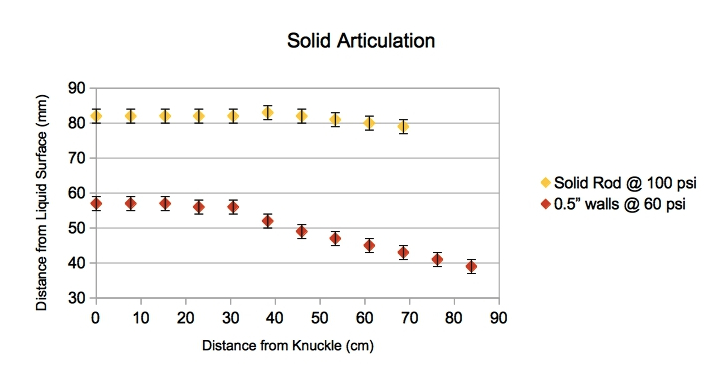 Solid Articulation
Distance from Liquid Surface (mm)
90
80
70
60
50
40
30
0 10 20 30 40 50 60 70 80 90
Distance from Knuckle (cm)
Solid Rod @ 100 psi
0.5” walls @ 60 psi